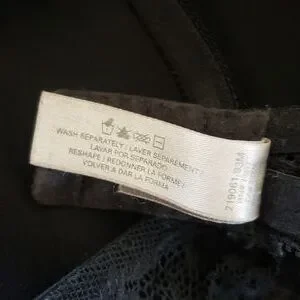 WASH SEPARATELY / LAVER SÉPARÉMENT/
LAVAR POR SEPARADO
RESHAPE / REDONNER LA FORME/
VOLVER A DAR LA FORMA